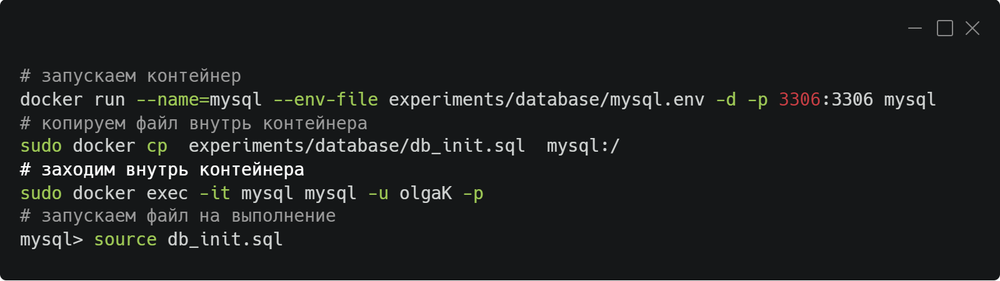 # запускаем контейнер
docker run --name=mysql --env-file experiments/database/mysql.env -d -p 3306:3306 mysql
# копируем файл внутрь контейнера
sudo docker cp  experiments/database/db_init.sql  mysql:/
# заходим внутрь контейнера
sudo docker exec -it mysql mysql -u olgaK -p
# запускаем файл на выполнение
mysql> source db_init.sql